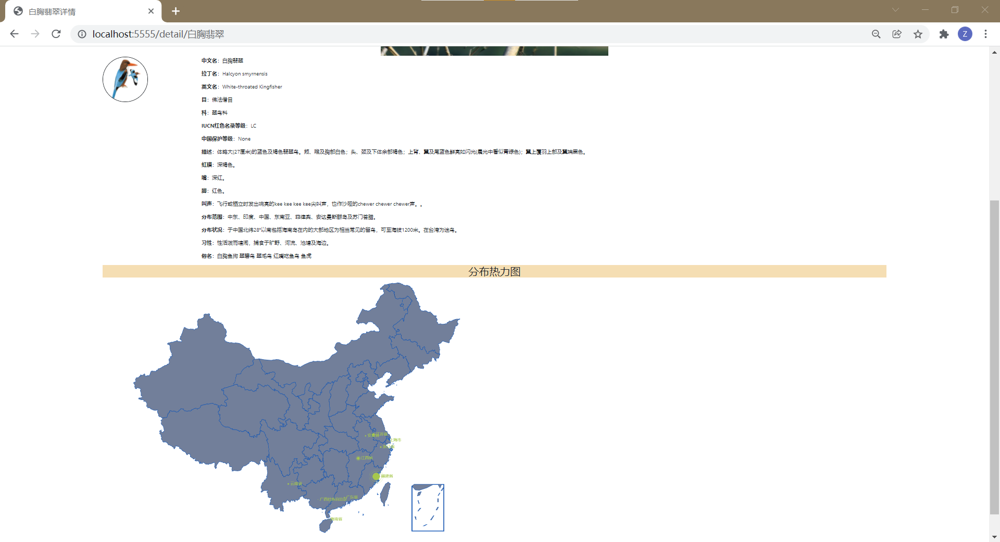 白胸翡翠详情
localhost:5555/detail/白胸翡翠
Z
中文名：白胸翡翠
拉丁名：Halcyon smyrnensis
英文名：White-throated Kingfisher
目：佛法僧目
科：翠鸟科
IUCN红色名录等级：LC
中国保护等级：None
描述：体略大(27厘米)的蓝色及褐色翡翠鸟。颏、喉及胸部白色；头、颈及下体余部褐色；上背、翼及尾蓝色鲜亮如闪光(晨光中看似青绿色)；翼上覆羽上部及翼端黑色。
虹膜：深褐色。
嘴：深红。
脚：红色。
叫声：飞行或栖立时发出响亮的kee kee kee kee尖叫声，也作沙哑的chewer chewer chewer声。。
分布范围：中东、印度、中国、东南亚、菲律宾、安达曼斯群岛及苏门答腊。
分布状况：于中国北纬28°以南包括海南岛在内的大部地区为相当常见的留鸟，可至海拔1200米。在台湾为迷鸟。
习性：性活泼而喧闹，捕食于旷野、河流、池塘及海边。
俗名：白胸鱼狗 翠碧鸟 翠毛鸟 红嘴吃鱼鸟 鱼虎
分布热力图
安徽省
江苏省
上海市
浙江省
江西省
福建省
云南省
广东省
广西壮族自治区
海南省